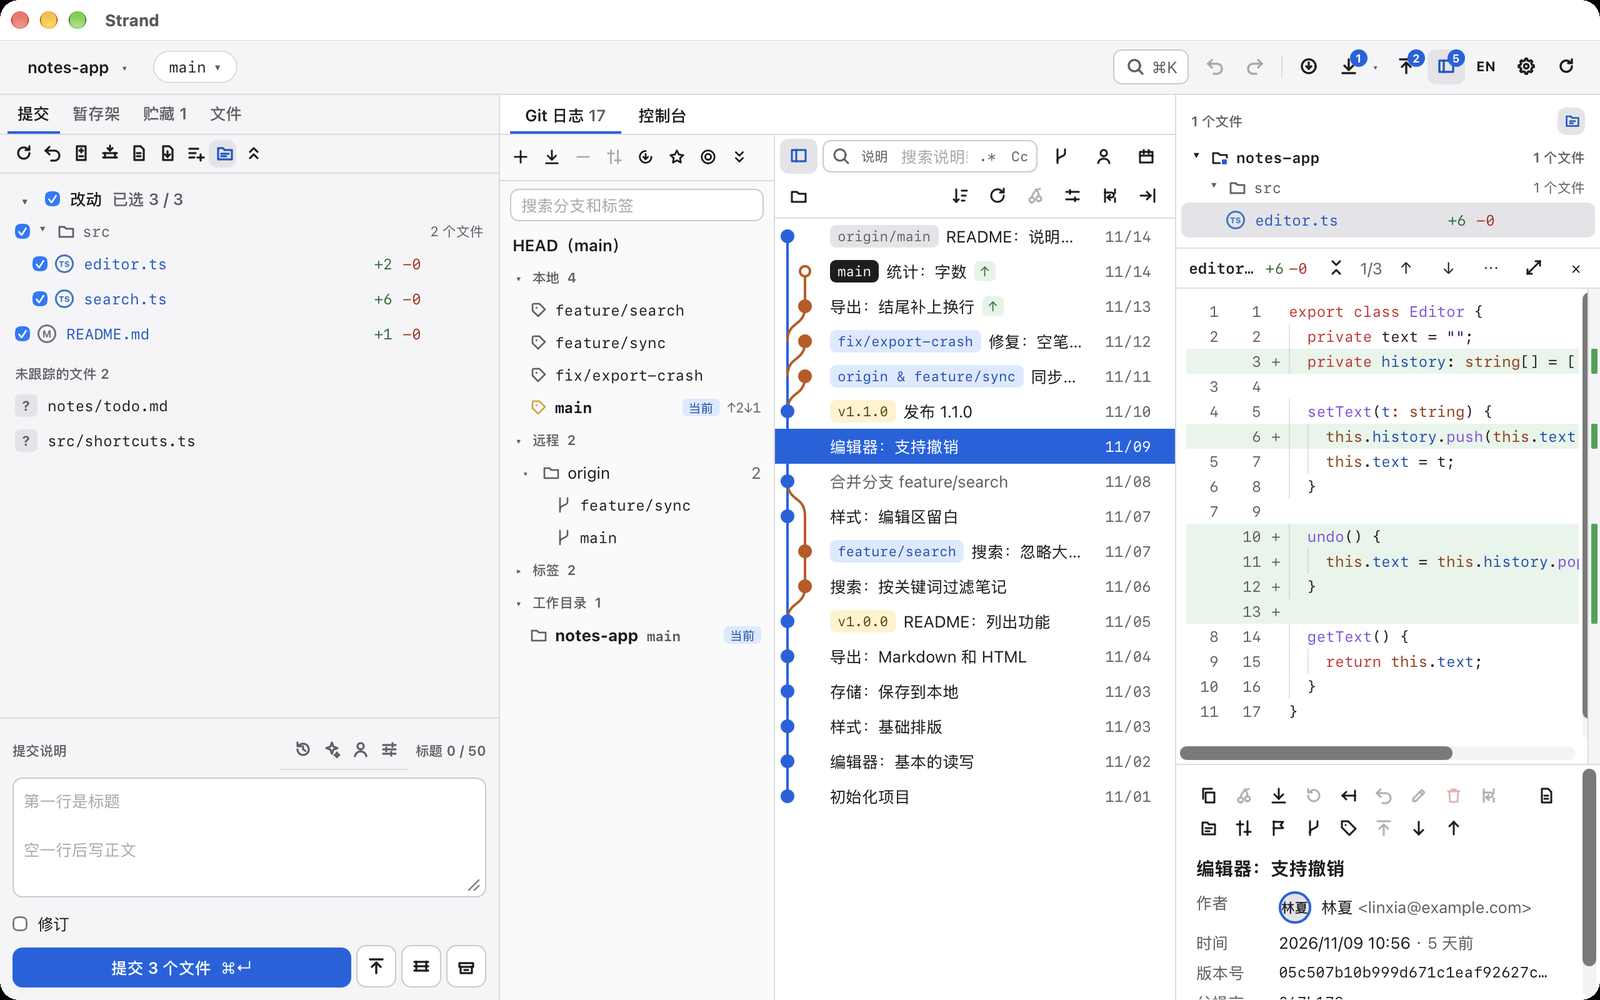 Strand
notes-app
main
⌘K
1
2
5
EN
提交
暂存架
贮藏 1
文件
改动 已选 3 / 3
src 2 个文件
TS editor.ts +2 −0
TS search.ts +6 −0
M README.md +1 −0
未跟踪的文件 2
? notes/todo.md
? src/shortcuts.ts
提交说明
标题 0 / 50
第一行是标题
空一行后写正文
修订
提交 3 个文件 ⌘↵
Git 日志 17
控制台
搜索分支和标签
HEAD（main）
本地 4
feature/search
feature/sync
fix/export-crash
main 当前 ↑2↓1
远程 2
origin 2
feature/sync
main
标签 2
工作目录 1
notes-app main 当前
说明 .* Cc
origin/main README：说明... 11/14
main 统计：字数 ↑ 11/14
导出：结尾补上换行 ↑ 11/13
fix/export-crash 修复：空笔... 11/12
origin & feature/sync 同步... 11/11
v1.1.0 发布 1.1.0 11/10
编辑器：支持撤销 11/09
合并分支 feature/search 11/08
样式：编辑区留白 11/07
feature/search 搜索：忽略大... 11/07
搜索：按关键词过滤笔记 11/06
v1.0.0 README：列出功能 11/05
导出：Markdown 和 HTML 11/04
存储：保存到本地 11/03
样式：基础排版 11/03
编辑器：基本的读写 11/02
初始化项目 11/01
1 个文件
notes-app 1 个文件
src 1 个文件
TS editor.ts +6 −0
editor... +6 −0 1/3
1 1 export class Editor {
2 2 private text = "";
3 + private history: string[] = [
3 4
4 5 setText(t: string) {
6 + this.history.push(this.text
5 7 this.text = t;
6 8 }
7 9
10 + undo() {
11 + this.text = this.history.po
12 + }
13 +
8 14 getText() {
9 15 return this.text;
10 16 }
11 17 }
编辑器：支持撤销
作者 林夏 林夏 <linxia@example.com>
时间 2026/11/09 10:56 · 5 天前
版本号 05c507b10b999d671c1eaf92627c…